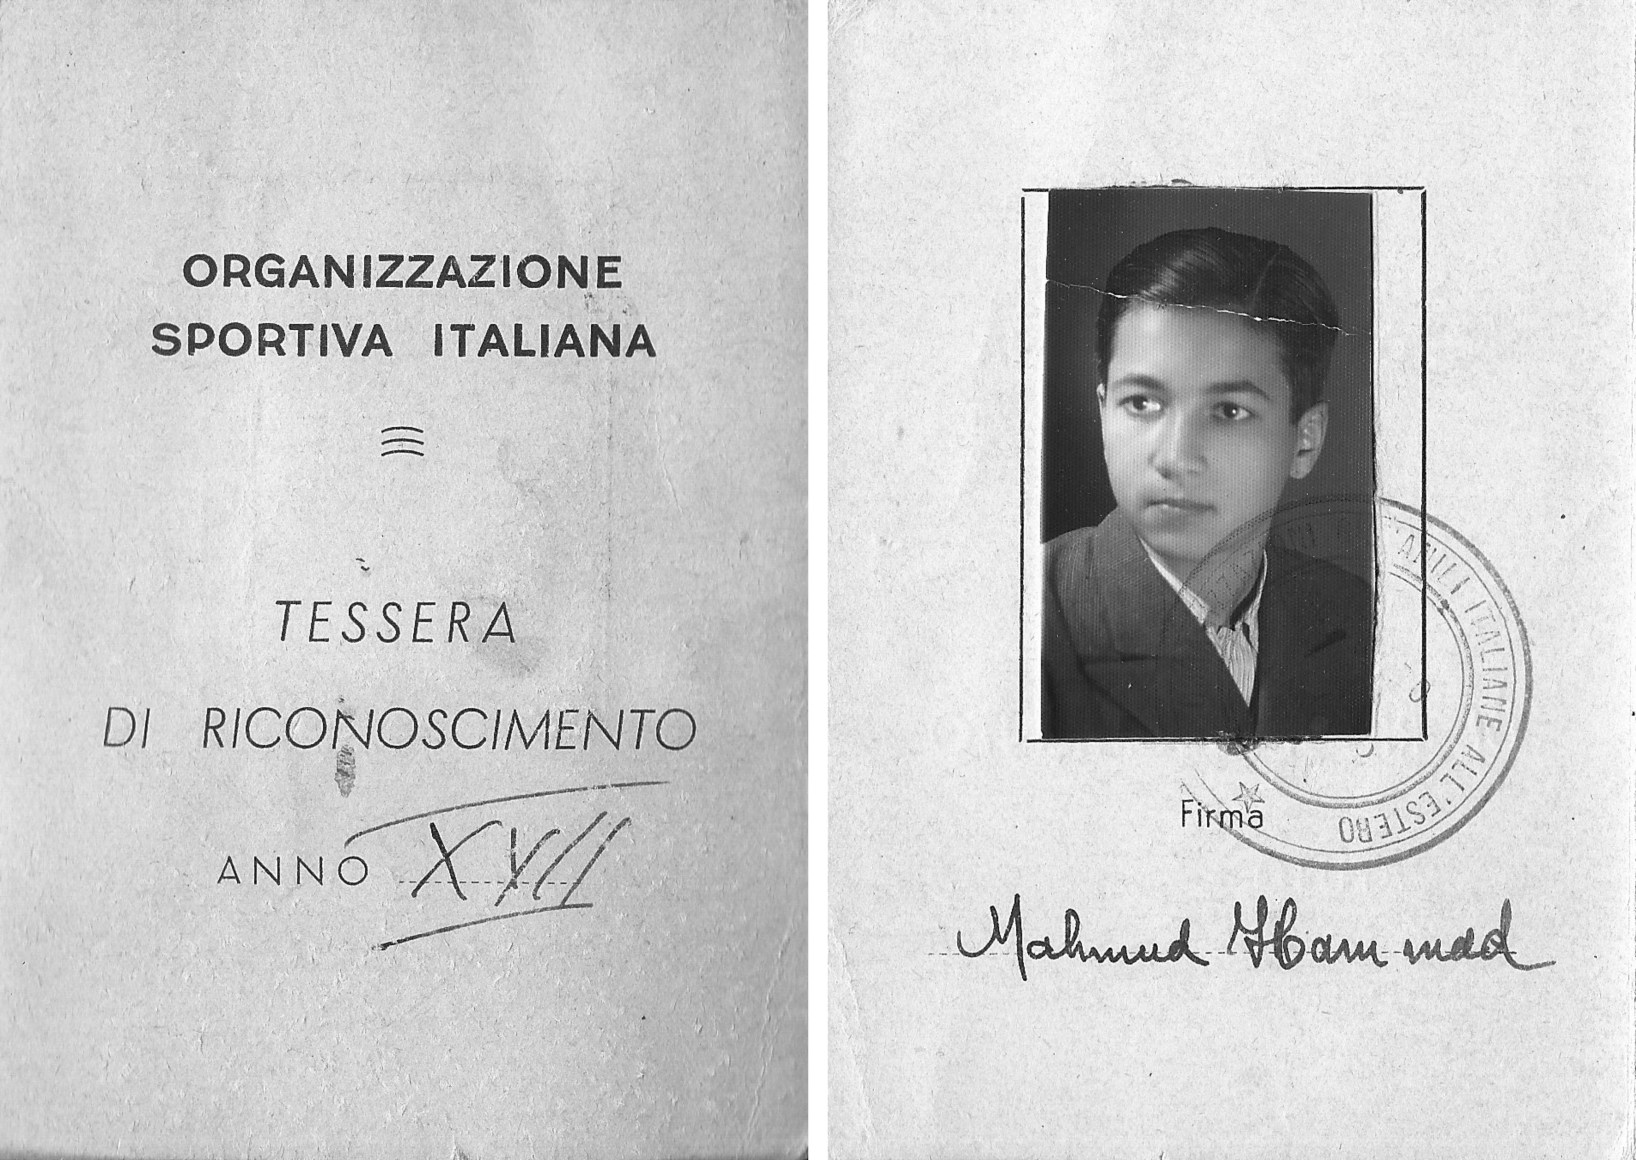 ORGANIZZAZIONE
SPORTIVA ITALIANA
TESSERA
DI RICONOSCIMENTO
ANNO XVII
ITALIANE ALL'ESTERO
Firma
Mahmud Hammad